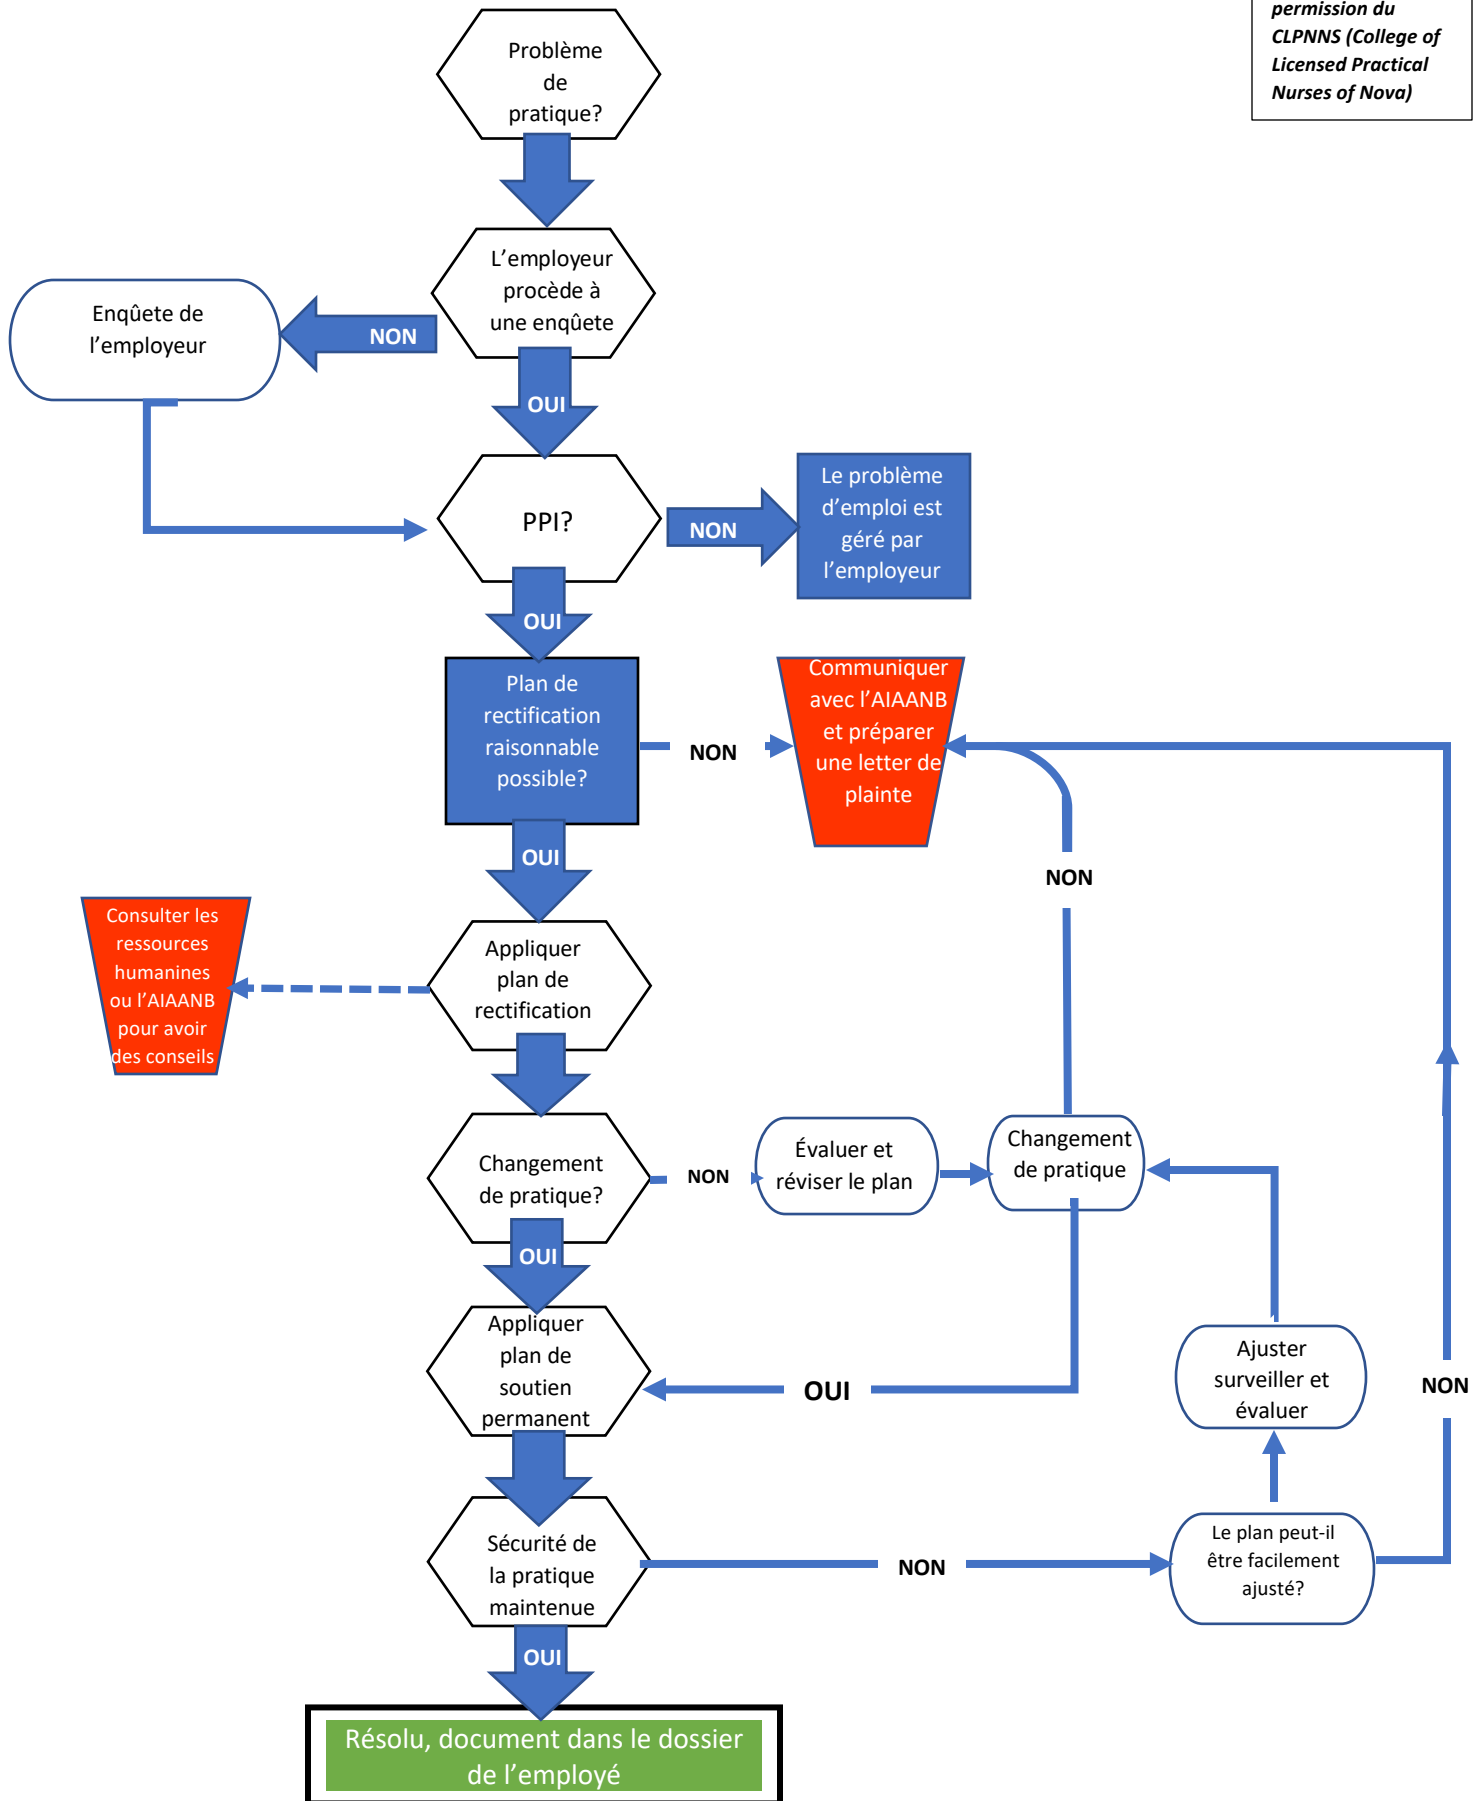 permission du
CLPNNS (College of
Licensed Practical
Nurses of Nova)
Problème
de
pratique?
L’employeur
procède à
une enqûete
Enqûete de
l’employeur
NON
OUI
PPI?
NON
Le problème
d’emploi est
géré par
l’employeur
OUI
Plan de
rectification
raisonnable
possible?
NON
Communiquer
avec l’AIAANB
et préparer
une letter de
plainte
OUI
NON
Consulter les
ressources
humanines
ou l’AIAANB
pour avoir
des conseils
Appliquer
plan de
rectification
Changement
de pratique?
NON
Évaluer et
réviser le plan
Changement
de pratique
OUI
Appliquer
plan de
soutien
permanent
OUI
Ajuster
surveiller et
évaluer
NON
Sécurité de
la pratique
maintenue
NON
Le plan peut-il
être facilement
ajusté?
OUI
Résolu, document dans le dossier
de l’employé